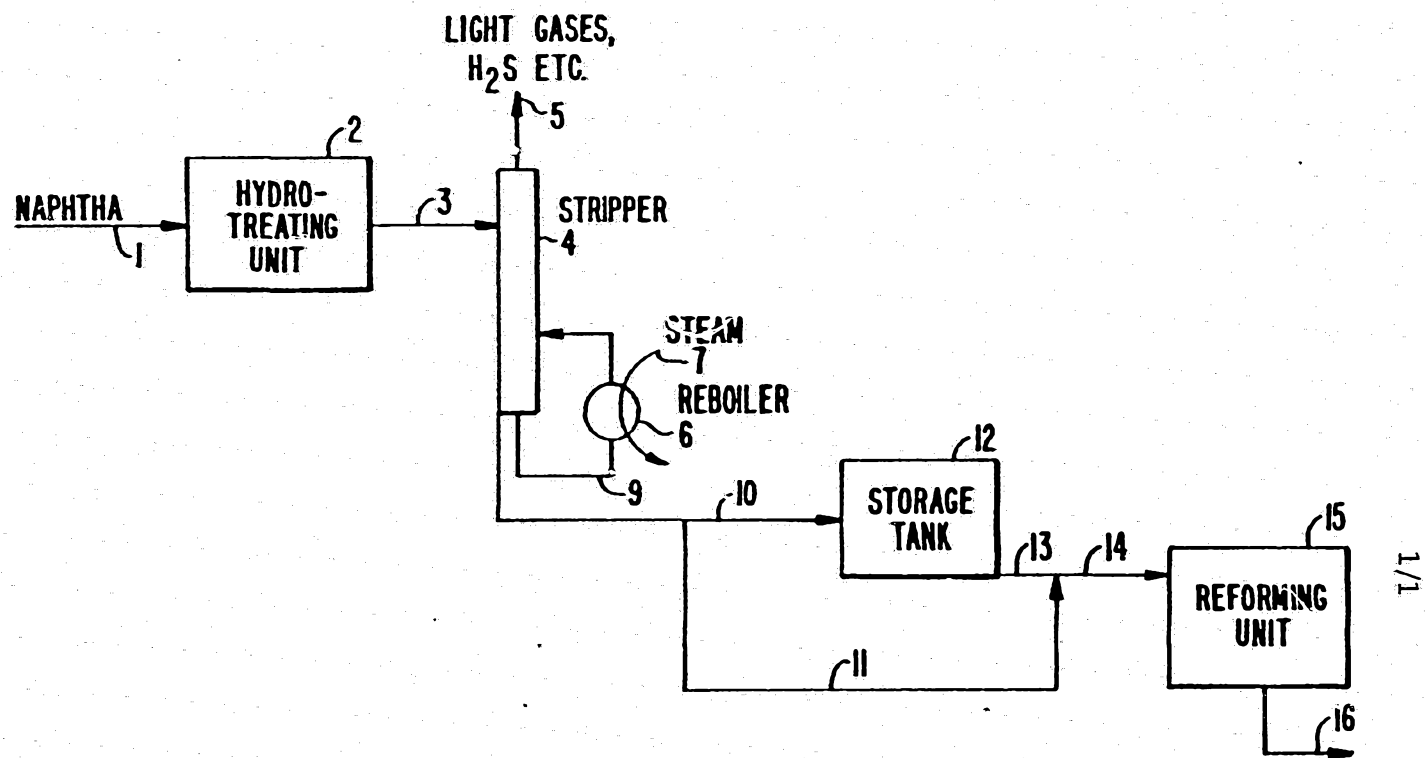 LIGHT GASES,
H₂S ETC.
5
2
NAPHTHA
1
HYDRO-
TREATING
UNIT
3
STRIPPER
4
STEAM
7
REBOILER
6
9
10
12
STORAGE
TANK
13
14
15
REFORMING
UNIT
11
16
1/1